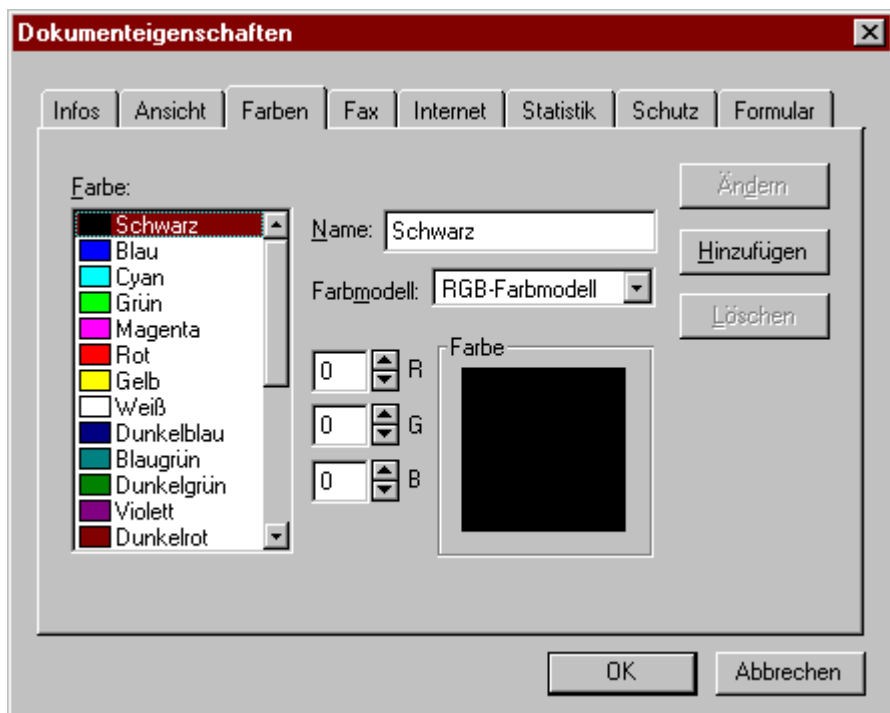 Dokumenteigenschaften
Infos Ansicht Farben Fax Internet Statistik Schutz Formular
Farbe:
Schwarz
Blau
Cyan
Grün
Magenta
Rot
Gelb
Weiß
Dunkelblau
Blaugrün
Dunkelgrün
Violett
Dunkelrot
Name: Schwarz
Farbmodell: RGB-Farbmodell
0 R
0 G
0 B
Farbe
Ändern
Hinzufügen
Löschen
OK Abbrechen